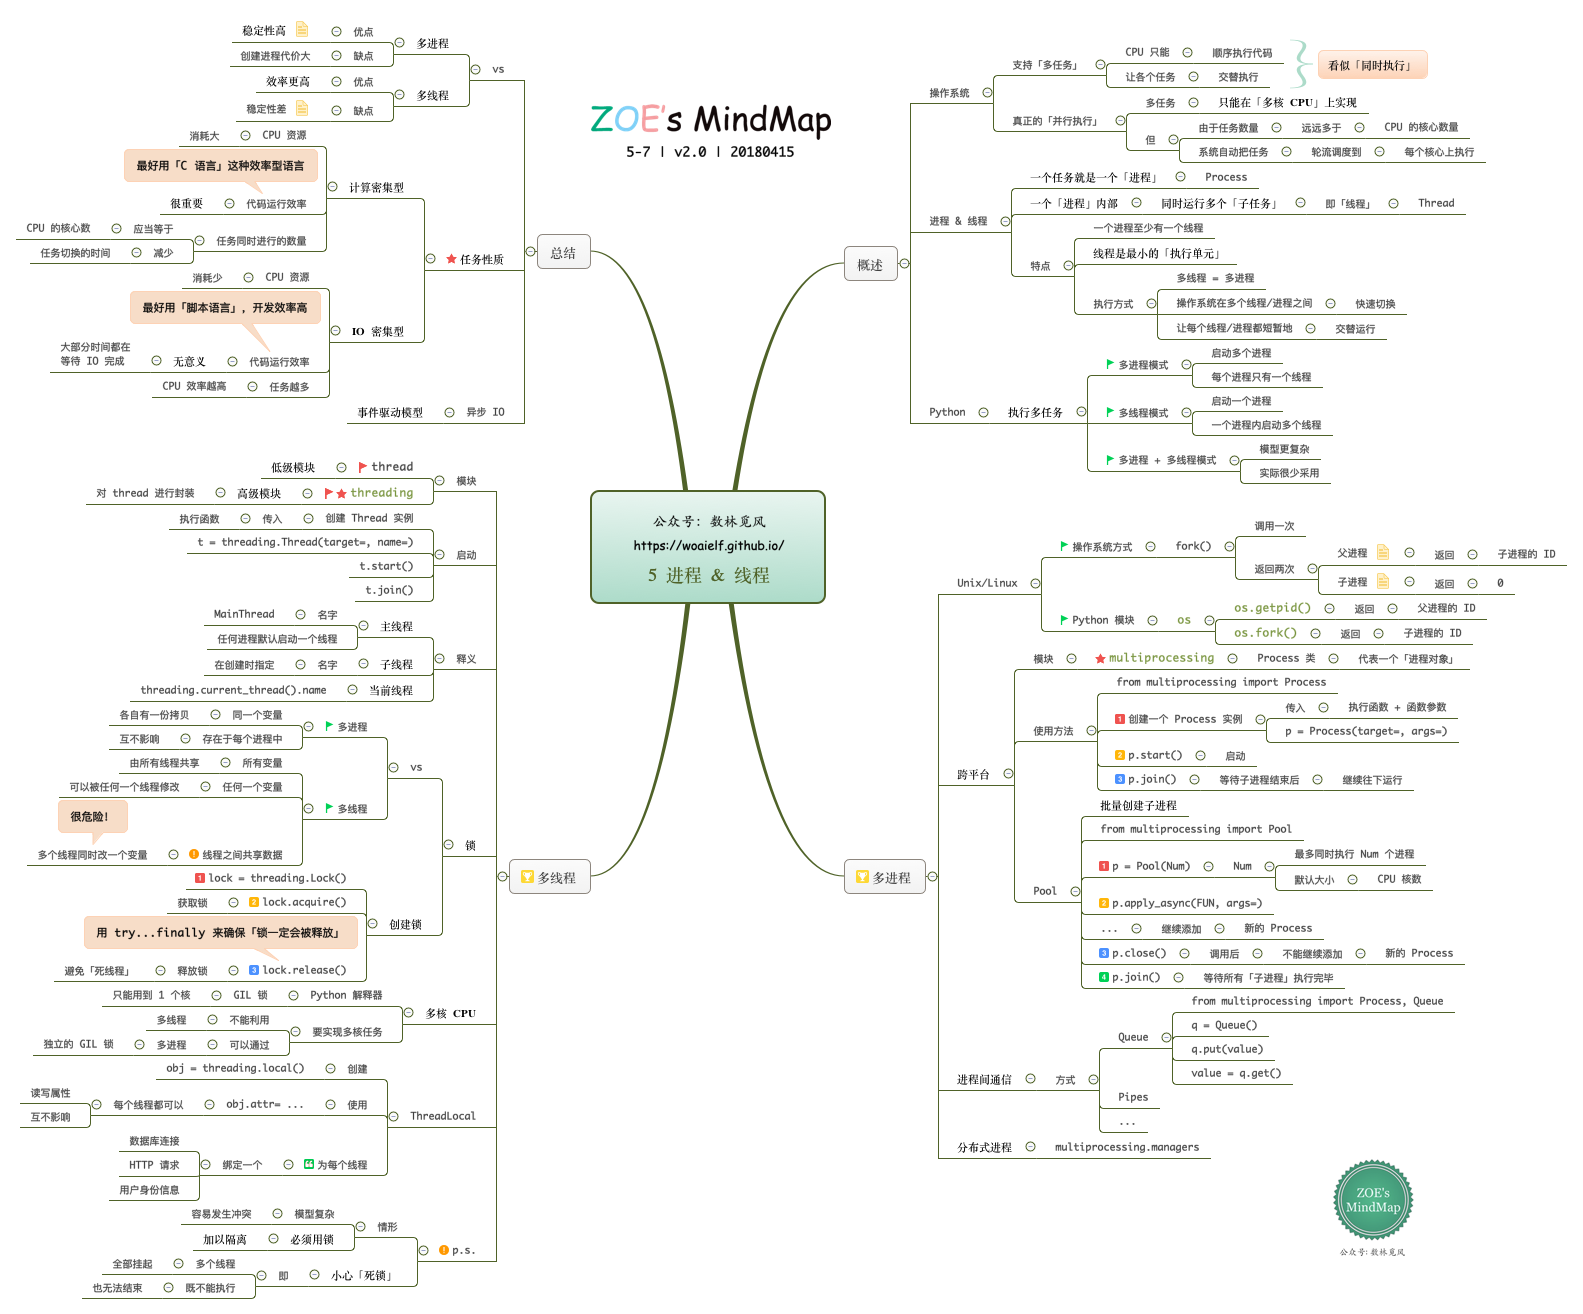 ZOE's MindMap
5-7 | v2.0 | 20180415
公众号: 数林觅风
https://woaielf.github.io/
5 进程 & 线程
概述
操作系统
支持「多任务」
CPU 只能
顺序执行代码
让各个任务
交替执行
看似「同时执行」
真正的「并行执行」
多任务
只能在「多核 CPU」上实现
但
由于任务数量
远远多于
CPU 的核心数量
系统自动把任务
轮流调度到
每个核心上执行
进程 & 线程
一个任务就是一个「进程」
Process
一个「进程」内部
同时运行多个「子任务」
即「线程」
Thread
特点
一个进程至少有一个线程
线程是最小的「执行单元」
执行方式
多线程 = 多进程
操作系统在多个线程/进程之间
快速切换
让每个线程/进程都短暂地
交替运行
Python
执行多任务
多进程模式
启动多个进程
每个进程只有一个线程
多线程模式
启动一个进程
一个进程内启动多个线程
多进程 + 多线程模式
模型更复杂
实际很少采用
多进程
Unix/Linux
操作系统方式
fork()
调用一次
返回两次
父进程
返回
子进程的 ID
子进程
返回
0
Python 模块
os
os.getpid()
返回
父进程的 ID
os.fork()
返回
子进程的 ID
跨平台
模块
multiprocessing
Process 类
代表一个「进程对象」
使用方法
from multiprocessing import Process
1 创建一个 Process 实例
传入
执行函数 + 函数参数
p = Process(target=, args=)
2 p.start()
启动
3 p.join()
等待子进程结束后
继续往下运行
Pool
批量创建子进程
from multiprocessing import Pool
1 p = Pool(Num)
Num
最多同时执行 Num 个进程
默认大小
CPU 核数
2 p.apply_async(FUN, args=)
...
继续添加
新的 Process
3 p.close()
调用后
不能继续添加
新的 Process
4 p.join()
等待所有「子进程」执行完毕
进程间通信
方式
Queue
from multiprocessing import Process, Queue
q = Queue()
q.put(value)
value = q.get()
Pipes
...
分布式进程
multiprocessing.managers
总结
vs
多进程
优点
稳定性高
缺点
创建进程代价大
多线程
优点
效率更高
缺点
稳定性差
任务性质
计算密集型
CPU 资源
消耗大
最好用「C 语言」这种效率型语言
代码运行效率
很重要
任务同时进行的数量
应当等于
CPU 的核心数
减少
任务切换的时间
IO 密集型
CPU 资源
消耗少
最好用「脚本语言」, 开发效率高
代码运行效率
无意义
大部分时间都在
等待 IO 完成
任务越多
CPU 效率越高
异步 IO
事件驱动模型
多线程
模块
thread
低级模块
threading
高级模块
对 thread 进行封装
启动
创建 Thread 实例
传入
执行函数
t = threading.Thread(target=, name=)
t.start()
t.join()
释义
主线程
名字
MainThread
任何进程默认启动一个线程
子线程
名字
在创建时指定
当前线程
threading.current_thread().name
锁
vs
多进程
同一个变量
各自有一份拷贝
存在于每个进程中
互不影响
多线程
所有变量
由所有线程共享
任何一个变量
可以被任何一个线程修改
很危险!
! 线程之间共享数据
多个线程同时改一个变量
创建锁
1 lock = threading.Lock()
2 lock.acquire()
获取锁
用 try...finally 来确保「锁一定会被释放」
3 lock.release()
释放锁
避免「死线程」
多核 CPU
Python 解释器
GIL 锁
只能用到 1 个核
要实现多核任务
不能利用
多线程
可以通过
多进程
独立的 GIL 锁
ThreadLocal
创建
obj = threading.local()
使用
obj.attr= ...
每个线程都可以
读写属性
互不影响
为每个线程
绑定一个
数据库连接
HTTP 请求
用户身份信息
! p.s.
情形
模型复杂
容易发生冲突
必须用锁
加以隔离
小心「死锁」
即
多个线程
全部挂起
既不能执行
也无法结束
ZOE's
MindMap
公众号: 数林觅风